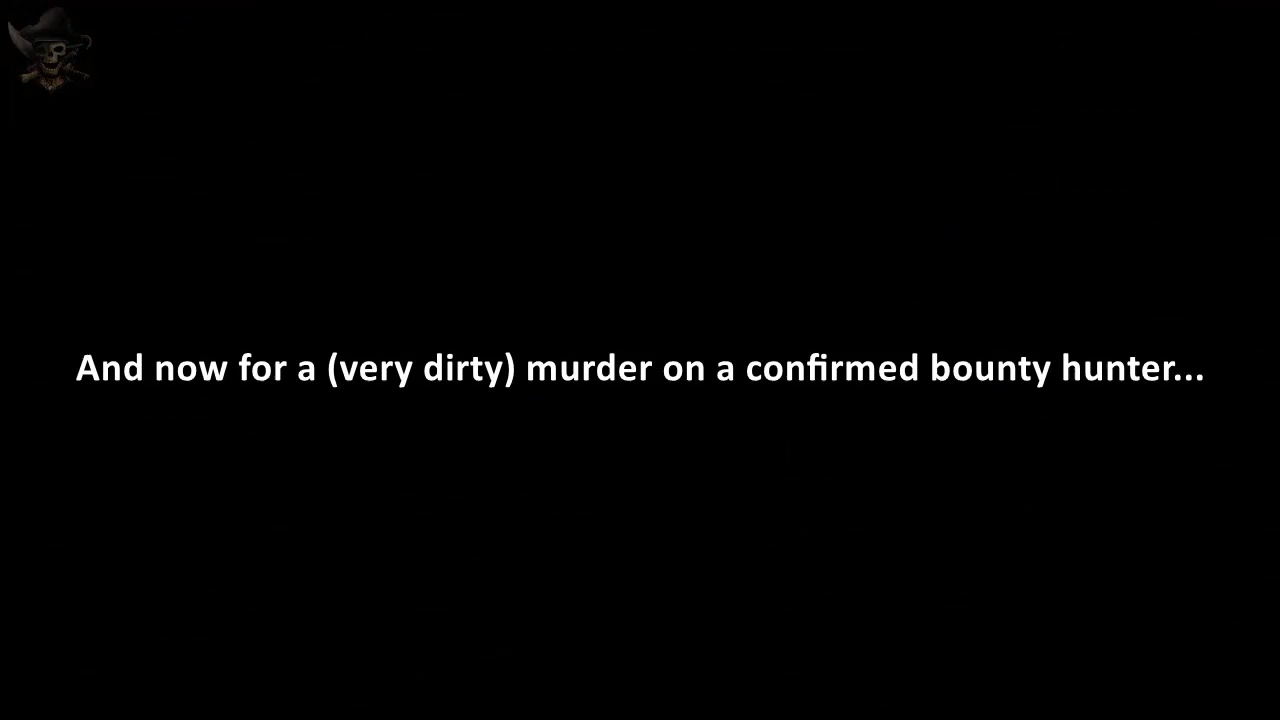 And now for a (very dirty) murder on a confirmed bounty hunter...